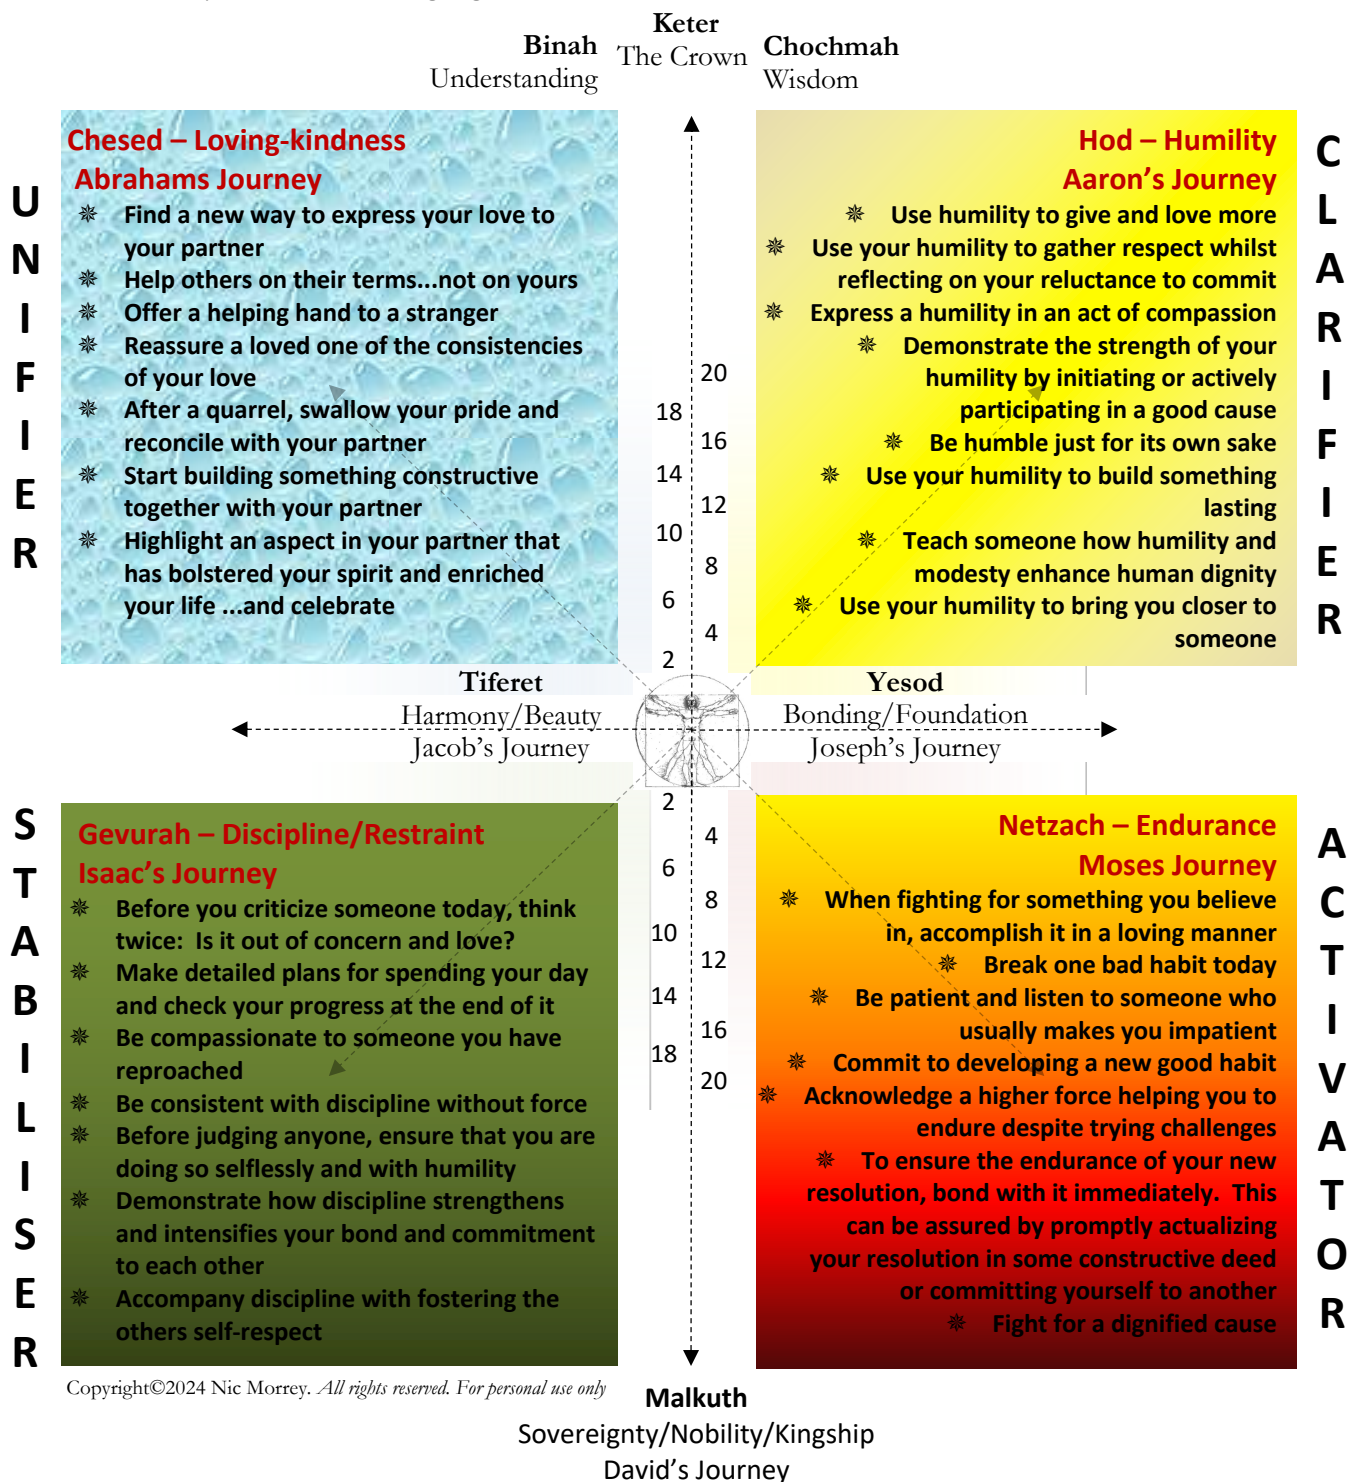 Keter
The Crown
Binah
Understanding
Chochmah
Wisdom
UNIFIER
Chesed – Loving-kindness
Abrahams Journey
✵ Find a new way to express your love to
your partner
✵ Help others on their terms...not on yours
✵ Offer a helping hand to a stranger
✵ Reassure a loved one of the consistencies
of your love
✵ After a quarrel, swallow your pride and
reconcile with your partner
✵ Start building something constructive
together with your partner
✵ Highlight an aspect in your partner that
has bolstered your spirit and enriched
your life ...and celebrate
20
18
16
14
12
10
8
6
4
2
Hod – Humility
Aaron's Journey
✵ Use humility to give and love more
✵ Use your humility to gather respect whilst
reflecting on your reluctance to commit
✵ Express a humility in an act of compassion
✵ Demonstrate the strength of your
humility by initiating or actively
participating in a good cause
✵ Be humble just for its own sake
✵ Use your humility to build something
lasting
✵ Teach someone how humility and
modesty enhance human dignity
✵ Use your humility to bring you closer to
someone
CLARIFIER
Tiferet
Harmony/Beauty
Jacob's Journey
Yesod
Bonding/Foundation
Joseph's Journey
STABILISER
Gevurah – Discipline/Restraint
Isaac's Journey
✵ Before you criticize someone today, think
twice: Is it out of concern and love?
✵ Make detailed plans for spending your day
and check your progress at the end of it
✵ Be compassionate to someone you have
reproached
✵ Be consistent with discipline without force
✵ Before judging anyone, ensure that you are
doing so selflessly and with humility
✵ Demonstrate how discipline strengthens
and intensifies your bond and commitment
to each other
✵ Accompany discipline with fostering the
others self-respect
2
4
6
8
10
12
14
16
18
20
Netzach – Endurance
Moses Journey
✵ When fighting for something you believe
in, accomplish it in a loving manner
✵ Break one bad habit today
✵ Be patient and listen to someone who
usually makes you impatient
✵ Commit to developing a new good habit
✵ Acknowledge a higher force helping you to
endure despite trying challenges
✵ To ensure the endurance of your new
resolution, bond with it immediately. This
can be assured by promptly actualizing
your resolution in some constructive deed
or committing yourself to another
✵ Fight for a dignified cause
ACTIVATOR
Copyright©2024 Nic Morrey. All rights reserved. For personal use only
Malkuth
Sovereignty/Nobility/Kingship
David's Journey